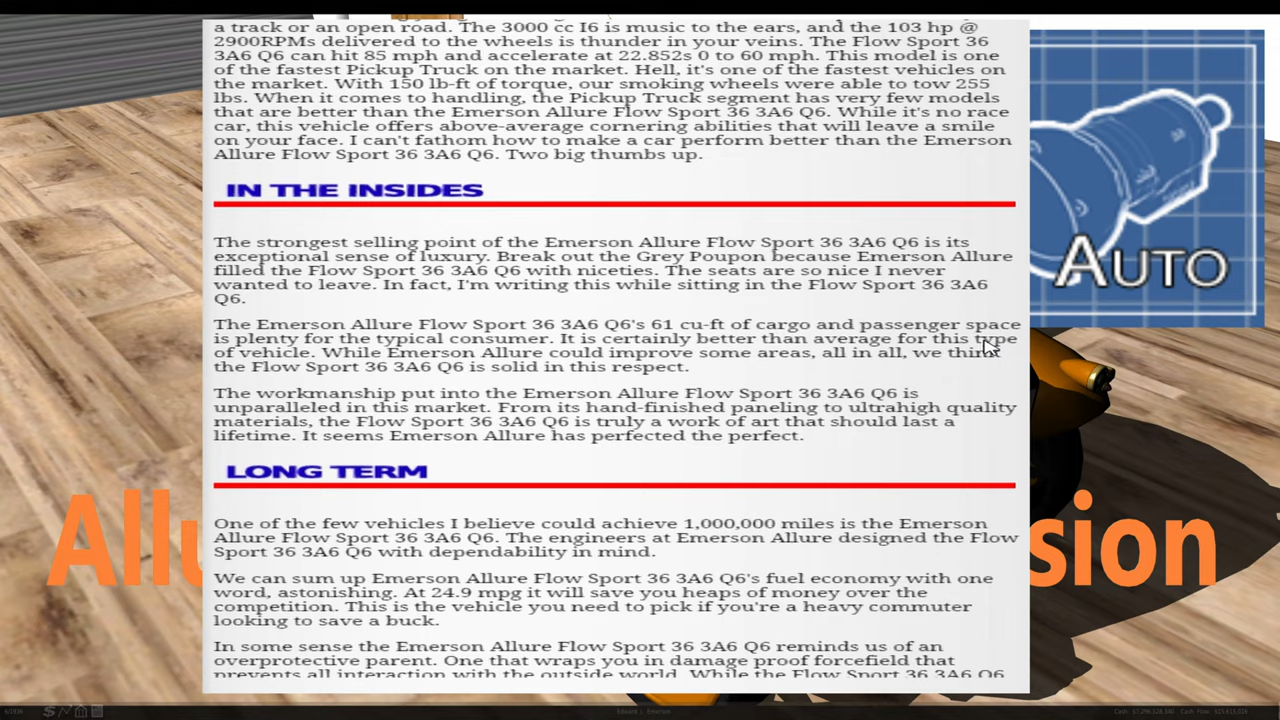 a track or an open road. The 3000 cc I6 is music to the ears, and the 103 hp @
2900RPMs delivered to the wheels is thunder in your veins. The Flow Sport 36
3A6 Q6 can hit 85 mph and accelerate at 22.852s 0 to 60 mph. This model is one
of the fastest Pickup Truck on the market. Hell, it's one of the fastest vehicles on
the market. With 150 lb-ft of torque, our smoking wheels were able to tow 255
lbs. When it comes to handling, the Pickup Truck segment has very few models
that are better than the Emerson Allure Flow Sport 36 3A6 Q6. While it's no race
car, this vehicle offers above-average cornering abilities that will leave a smile
on your face. I can't fathom how to make a car perform better than the Emerson
Allure Flow Sport 36 3A6 Q6. Two big thumbs up.
IN THE INSIDES
The strongest selling point of the Emerson Allure Flow Sport 36 3A6 Q6 is its
exceptional sense of luxury. Break out the Grey Poupon because Emerson Allure
filled the Flow Sport 36 3A6 Q6 with niceties. The seats are so nice I never
wanted to leave. In fact, I'm writing this while sitting in the Flow Sport 36 3A6
Q6.
The Emerson Allure Flow Sport 36 3A6 Q6's 61 cu-ft of cargo and passenger space
is plenty for the typical consumer. It is certainly better than average for this type
of vehicle. While Emerson Allure could improve some areas, all in all, we think
the Flow Sport 36 3A6 Q6 is solid in this respect.
The workmanship put into the Emerson Allure Flow Sport 36 3A6 Q6 is
unparalleled in this market. From its hand-finished paneling to ultrahigh quality
materials, the Flow Sport 36 3A6 Q6 is truly a work of art that should last a
lifetime. It seems Emerson Allure has perfected the perfect.
LONG TERM
One of the few vehicles I believe could achieve 1,000,000 miles is the Emerson
Allure Flow Sport 36 3A6 Q6. The engineers at Emerson Allure designed the Flow
Sport 36 3A6 Q6 with dependability in mind.
We can sum up Emerson Allure Flow Sport 36 3A6 Q6's fuel economy with one
word, astonishing. At 24.9 mpg it will save you heaps of money over the
competition. This is the vehicle you need to pick if you're a heavy commuter
looking to save a buck.
In some sense the Emerson Allure Flow Sport 36 3A6 Q6 reminds us of an
overprotective parent. One that wraps you in damage proof forcefield that
prevents all interaction with the outside world. While the Flow Sport 36 3A6 Q6
AUTO
Allu
sion
Edward J. Emerson